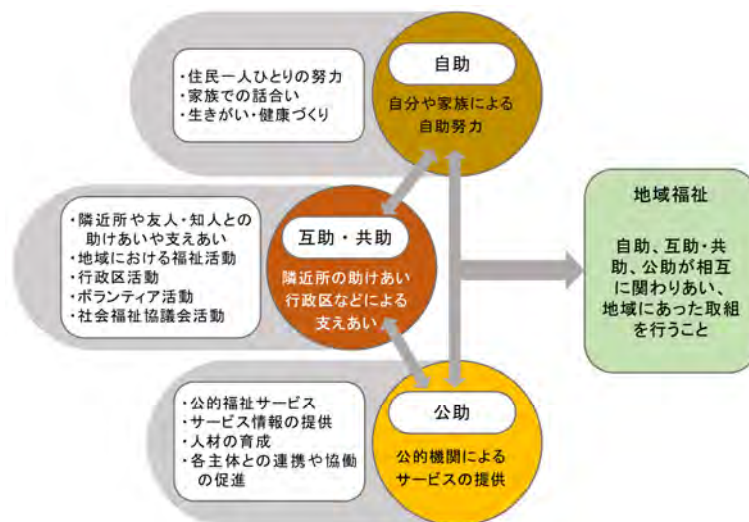 ・住民一人ひとりの努力
・家族での話合い
・生きがい・健康づくり
自助
自分や家族による
自助努力
・隣近所や友人・知人との
助けあいや支えあい
・地域における福祉活動
・行政区活動
・ボランティア活動
・社会福祉協議会活動
互助・共助
隣近所の助けあい
行政区などによる
支えあい
・公的福祉サービス
・サービス情報の提供
・人材の育成
・各主体との連携や協働
の促進
公助
公的機関による
サービスの提供
地域福祉
自助、互助・共
助、公助が相互
に関わりあい、
地域にあった取組
を行うこと